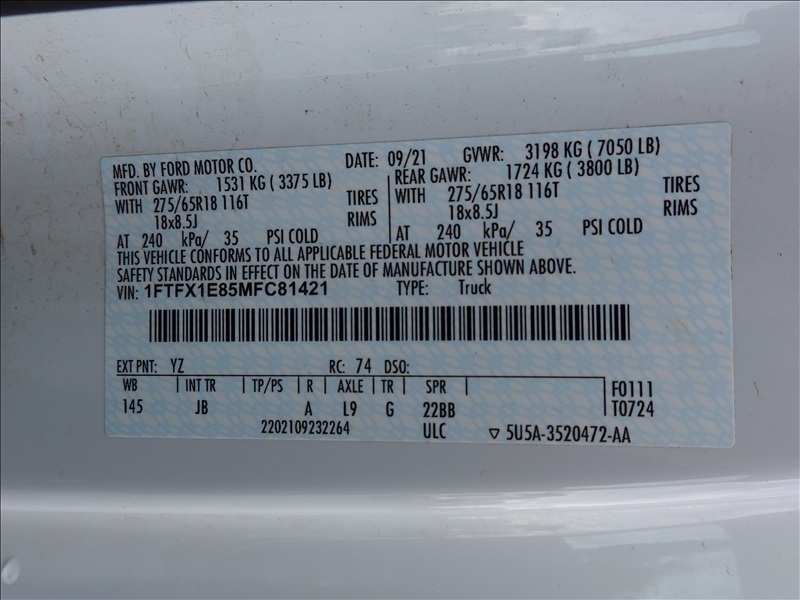 MFD. BY FORD MOTOR CO. DATE: 09/21 GVWR: 3198 KG ( 7050 LB)
FRONT GAWR: 1531 KG ( 3375 LB) REAR GAWR: 1724 KG ( 3800 LB)
WITH 275/65R18 116T TIRES WITH 275/65R18 116T TIRES
18x8.5J RIMS 18x8.5J RIMS
AT 240 kPa/ 35 PSI COLD AT 240 kPa/ 35 PSI COLD
THIS VEHICLE CONFORMS TO ALL APPLICABLE FEDERAL MOTOR VEHICLE
SAFETY STANDARDS IN EFFECT ON THE DATE OF MANUFACTURE SHOWN ABOVE.
VIN: 1FTFX1E85MFC81421 TYPE: Truck
EXT PNT: YZ RC: 74 DSO:
WB INT TR TP/PS R AXLE TR SPR F0111
145 JB A L9 G 22BB T0724
2202109232264 ULC ▽ 5U5A-3520472-AA